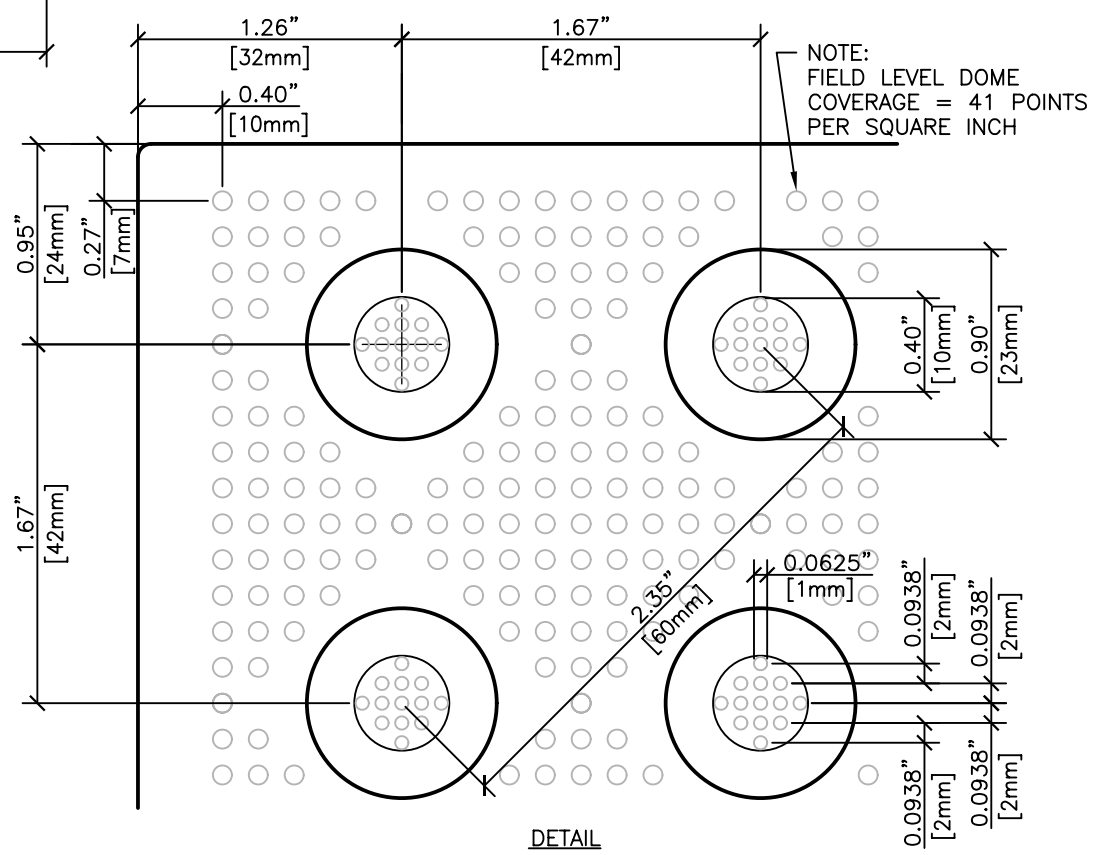 1.26”
[32mm]
1.67”
[42mm]
NOTE:
FIELD LEVEL DOME
COVERAGE = 41 POINTS
PER SQUARE INCH
0.40”
[10mm]
0.95”
[24mm]
0.27”
[7mm]
0.40”
[10mm]
0.90”
[23mm]
1.67”
[42mm]
2.35”
[60mm]
0.0625”
[1mm]
0.0938”
[2mm]
0.0938”
[2mm]
0.0938”
[2mm]
0.0938”
[2mm]
DETAIL